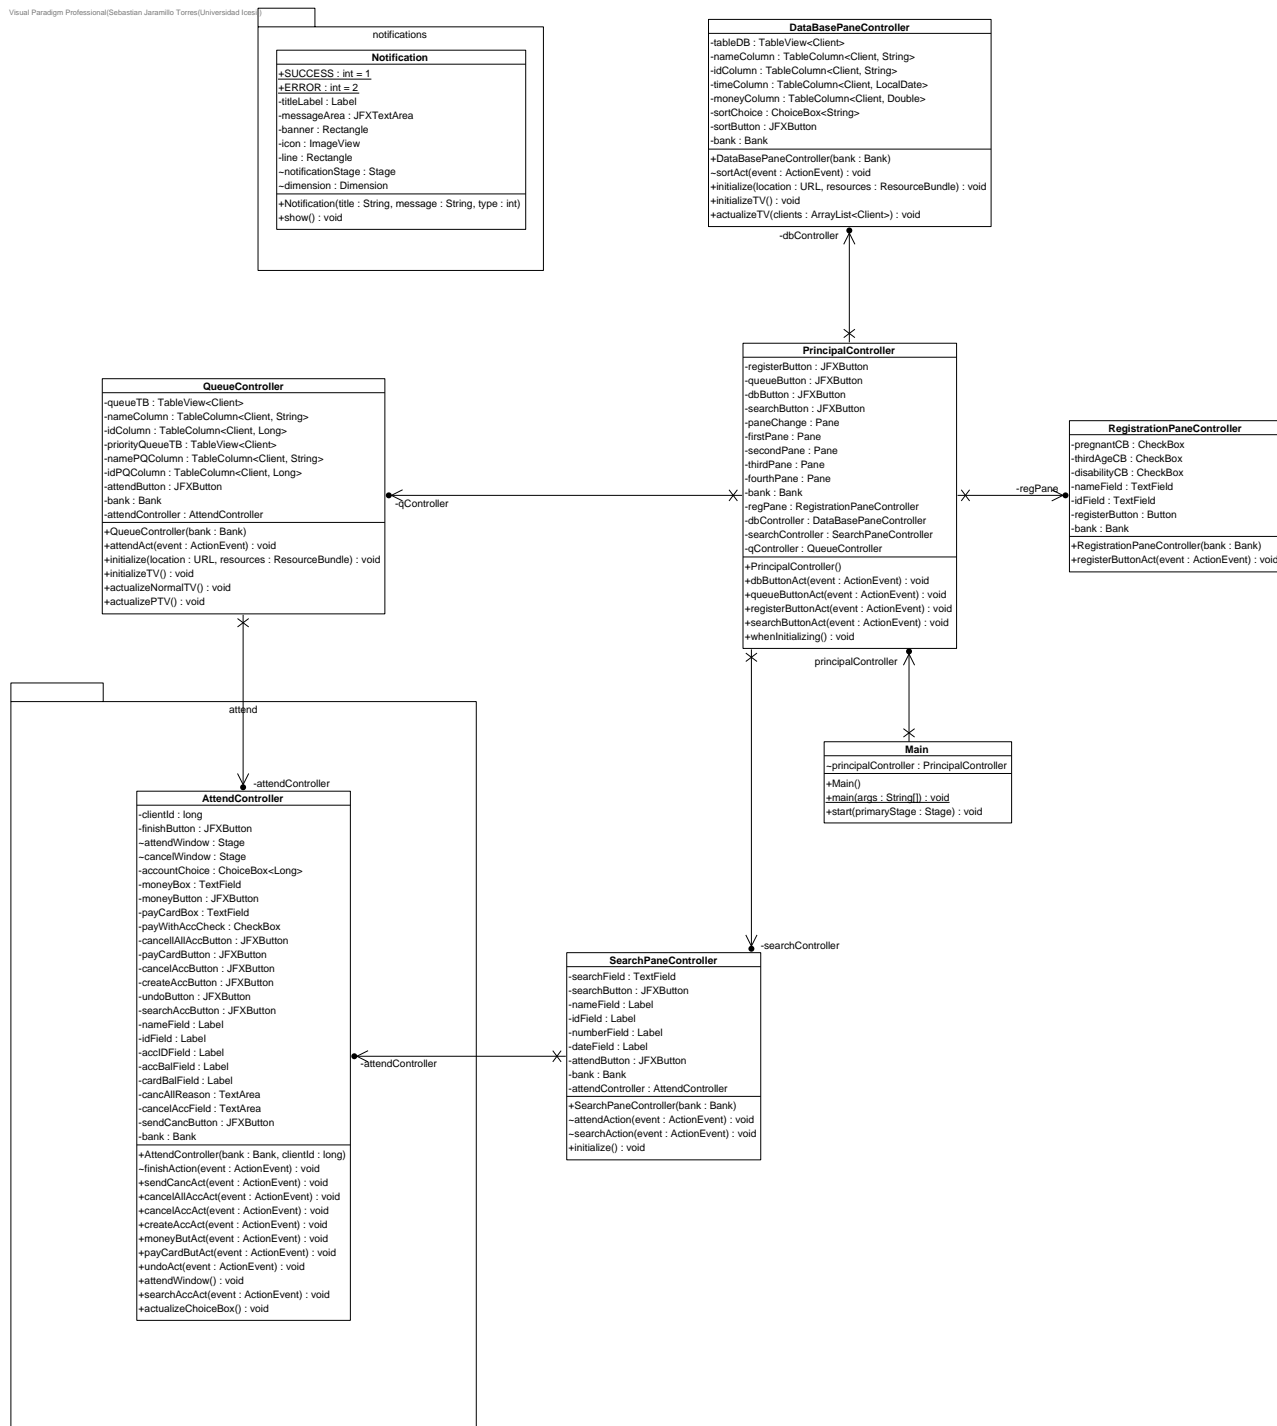 Visual Paradigm Professional(Sebastian Jaramillo Torres(Universidad Icesi))
notifications
Notification
+SUCCESS : int = 1
+ERROR : int = 2
-titleLabel : Label
-messageArea : JFXTextArea
-banner : Rectangle
-icon : ImageView
-line : Rectangle
~notificationStage : Stage
~dimension : Dimension
+Notification(title : String, message : String, type : int)
+show() : void
DataBasePaneController
-tableDB : TableView<Client>
-nameColumn : TableColumn<Client, String>
-idColumn : TableColumn<Client, String>
-timeColumn : TableColumn<Client, LocalDate>
-moneyColumn : TableColumn<Client, Double>
-sortChoice : ChoiceBox<String>
-sortButton : JFXButton
-bank : Bank
+DataBasePaneController(bank : Bank)
~sortAct(event : ActionEvent) : void
+initialize(location : URL, resources : ResourceBundle) : void
+initializeTV() : void
+actualizeTV(clients : ArrayList<Client>) : void
-dbController
PrincipalController
-registerButton : JFXButton
-queueButton : JFXButton
-dbButton : JFXButton
-searchButton : JFXButton
-paneChange : Pane
-firstPane : Pane
-secondPane : Pane
-thirdPane : Pane
-fourthPane : Pane
-bank : Bank
-regPane : RegistrationPaneController
-dbController : DataBasePaneController
-searchController : SearchPaneController
-qController : QueueController
+PrincipalController()
+dbButtonAct(event : ActionEvent) : void
+queueButtonAct(event : ActionEvent) : void
+registerButtonAct(event : ActionEvent) : void
+searchButtonAct(event : ActionEvent) : void
+whenInitializing() : void
QueueController
-queueTB : TableView<Client>
-nameColumn : TableColumn<Client, String>
-idColumn : TableColumn<Client, Long>
-priorityQueueTB : TableView<Client>
-namePQColumn : TableColumn<Client, String>
-idPQColumn : TableColumn<Client, Long>
-attendButton : JFXButton
-bank : Bank
-attendController : AttendController
+QueueController(bank : Bank)
+attendAct(event : ActionEvent) : void
+initialize(location : URL, resources : ResourceBundle) : void
+initializeTV() : void
+actualizeNormalTV() : void
+actualizePTV() : void
-qController
-regPane
RegistrationPaneController
-pregnantCB : CheckBox
-thirdAgeCB : CheckBox
-disabilityCB : CheckBox
-nameField : TextField
-idField : TextField
-registerButton : Button
-bank : Bank
+RegistrationPaneController(bank : Bank)
+registerButtonAct(event : ActionEvent) : void
principalController
Main
~principalController : PrincipalController
+Main()
+main(args : String[]) : void
+start(primaryStage : Stage) : void
attend
-attendController
AttendController
-clientId : long
-finishButton : JFXButton
~attendWindow : Stage
~cancelWindow : Stage
-accountChoice : ChoiceBox<Long>
-moneyBox : TextField
-moneyButton : JFXButton
-payCardBox : TextField
-payWithAccCheck : CheckBox
-cancellAllAccButton : JFXButton
-payCardButton : JFXButton
-cancelAccButton : JFXButton
-createAccButton : JFXButton
-undoButton : JFXButton
-searchAccButton : JFXButton
-nameField : Label
-idField : Label
-accIDField : Label
-accBalField : Label
-cardBalField : Label
-cancAllReason : TextArea
-cancelAccField : TextArea
-sendCancButton : JFXButton
-bank : Bank
+AttendController(bank : Bank, clientId : long)
~finishAction(event : ActionEvent) : void
+sendCancAct(event : ActionEvent) : void
+cancelAllAccAct(event : ActionEvent) : void
+cancelAccAct(event : ActionEvent) : void
+createAccAct(event : ActionEvent) : void
+moneyButAct(event : ActionEvent) : void
+payCardButAct(event : ActionEvent) : void
+undoAct(event : ActionEvent) : void
+attendWindow() : void
+searchAccAct(event : ActionEvent) : void
+actualizeChoiceBox() : void
-searchController
-attendController
SearchPaneController
-searchField : TextField
-searchButton : JFXButton
-nameField : Label
-idField : Label
-numberField : Label
-dateField : Label
-attendButton : JFXButton
-bank : Bank
-attendController : AttendController
+SearchPaneController(bank : Bank)
~attendAction(event : ActionEvent) : void
~searchAction(event : ActionEvent) : void
+initialize() : void